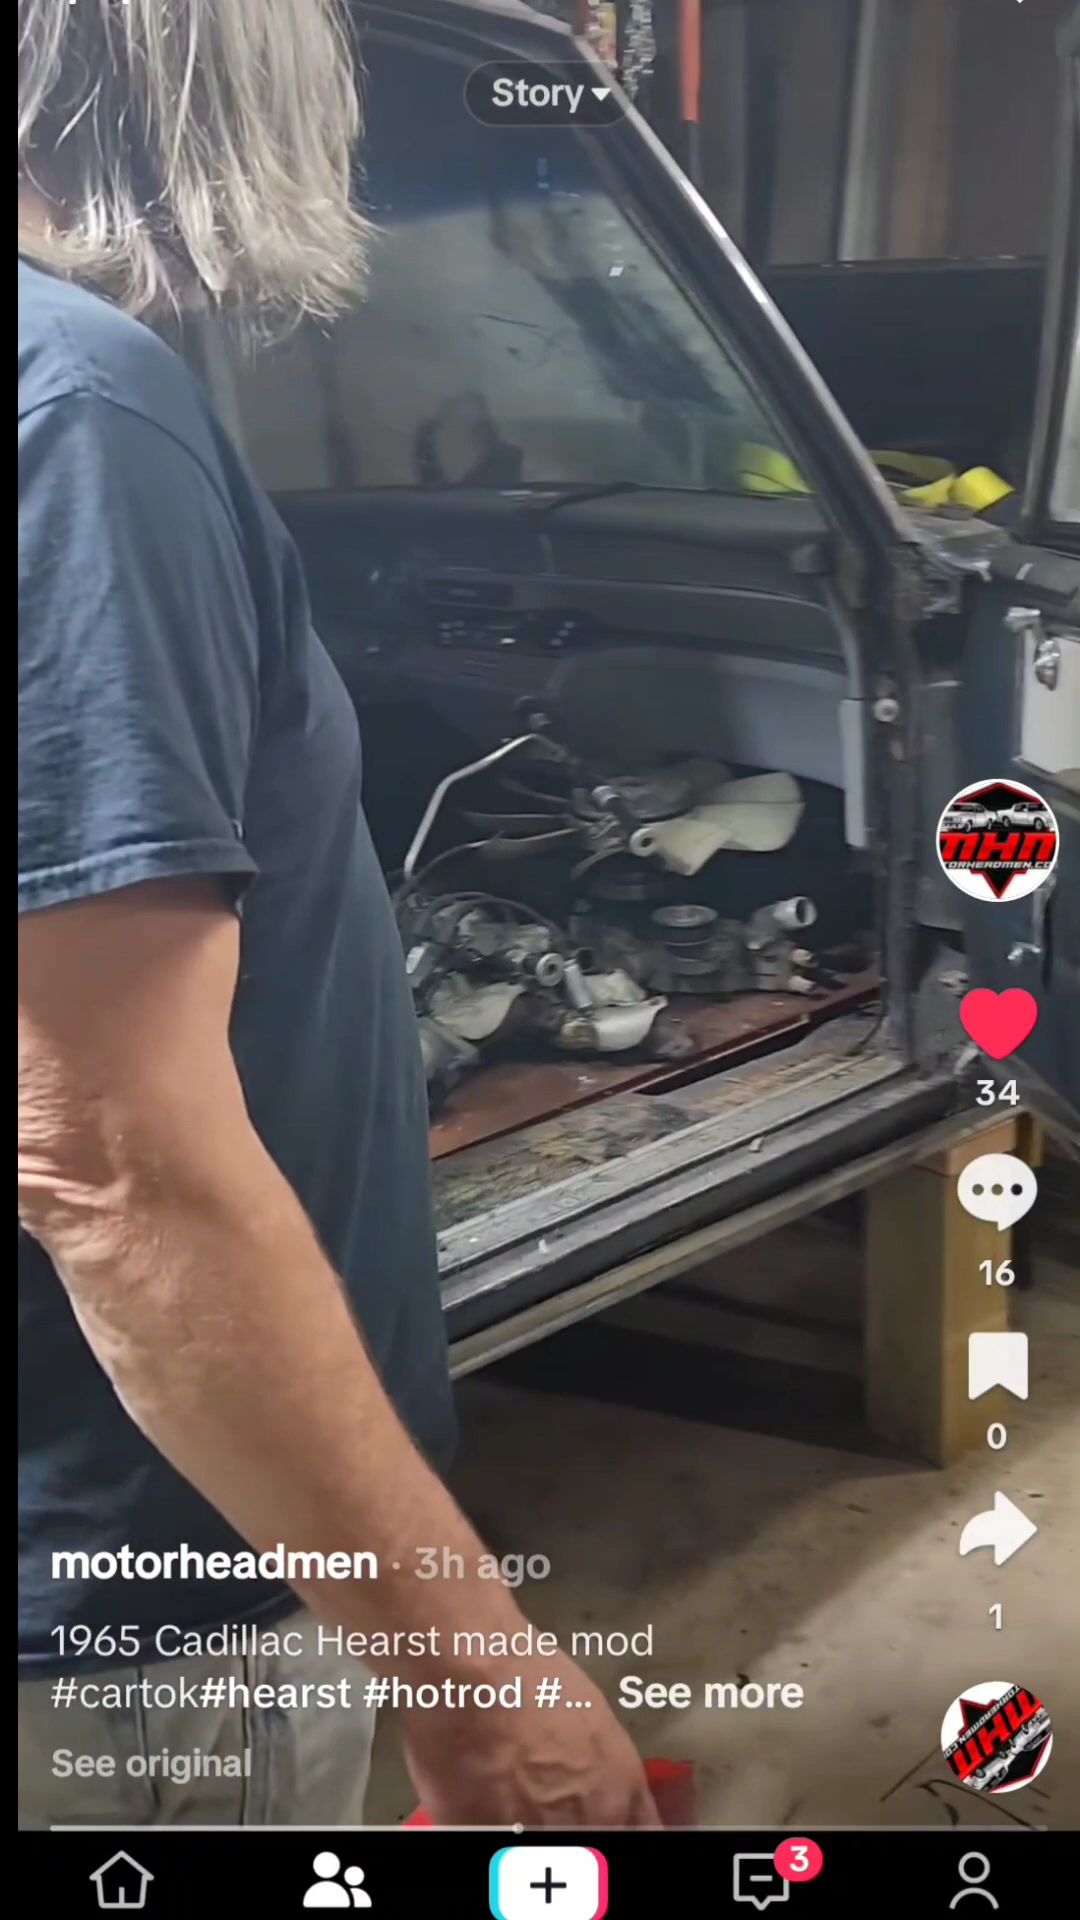 Story
MHM
34
16
0
1
motorheadmen · 3h ago
1965 Cadillac Hearst made mod
#cartok#hearst #hotrod #... See more
See original
3